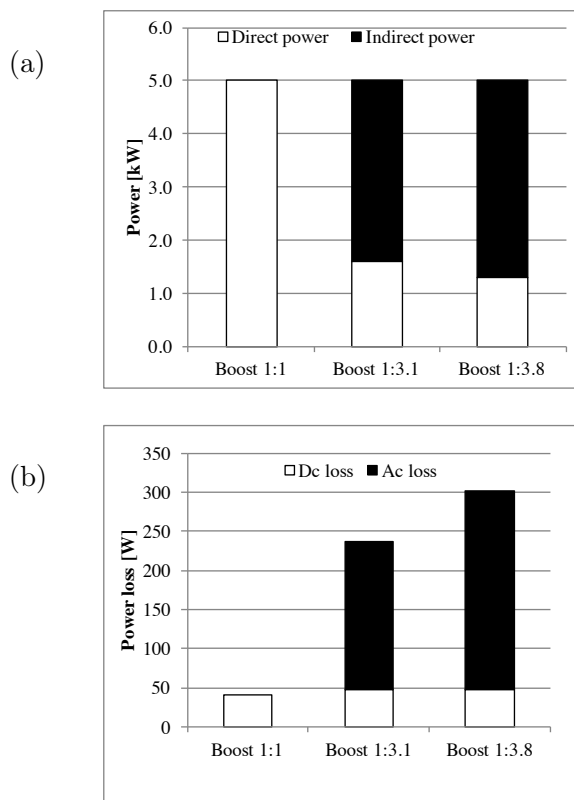 (a)
Direct power Indirect power
Power [kW]
6.0
5.0
4.0
3.0
2.0
1.0
0.0
Boost 1:1 Boost 1:3.1 Boost 1:3.8
(b)
Dc loss Ac loss
Power loss [W]
350
300
250
200
150
100
50
0
Boost 1:1 Boost 1:3.1 Boost 1:3.8